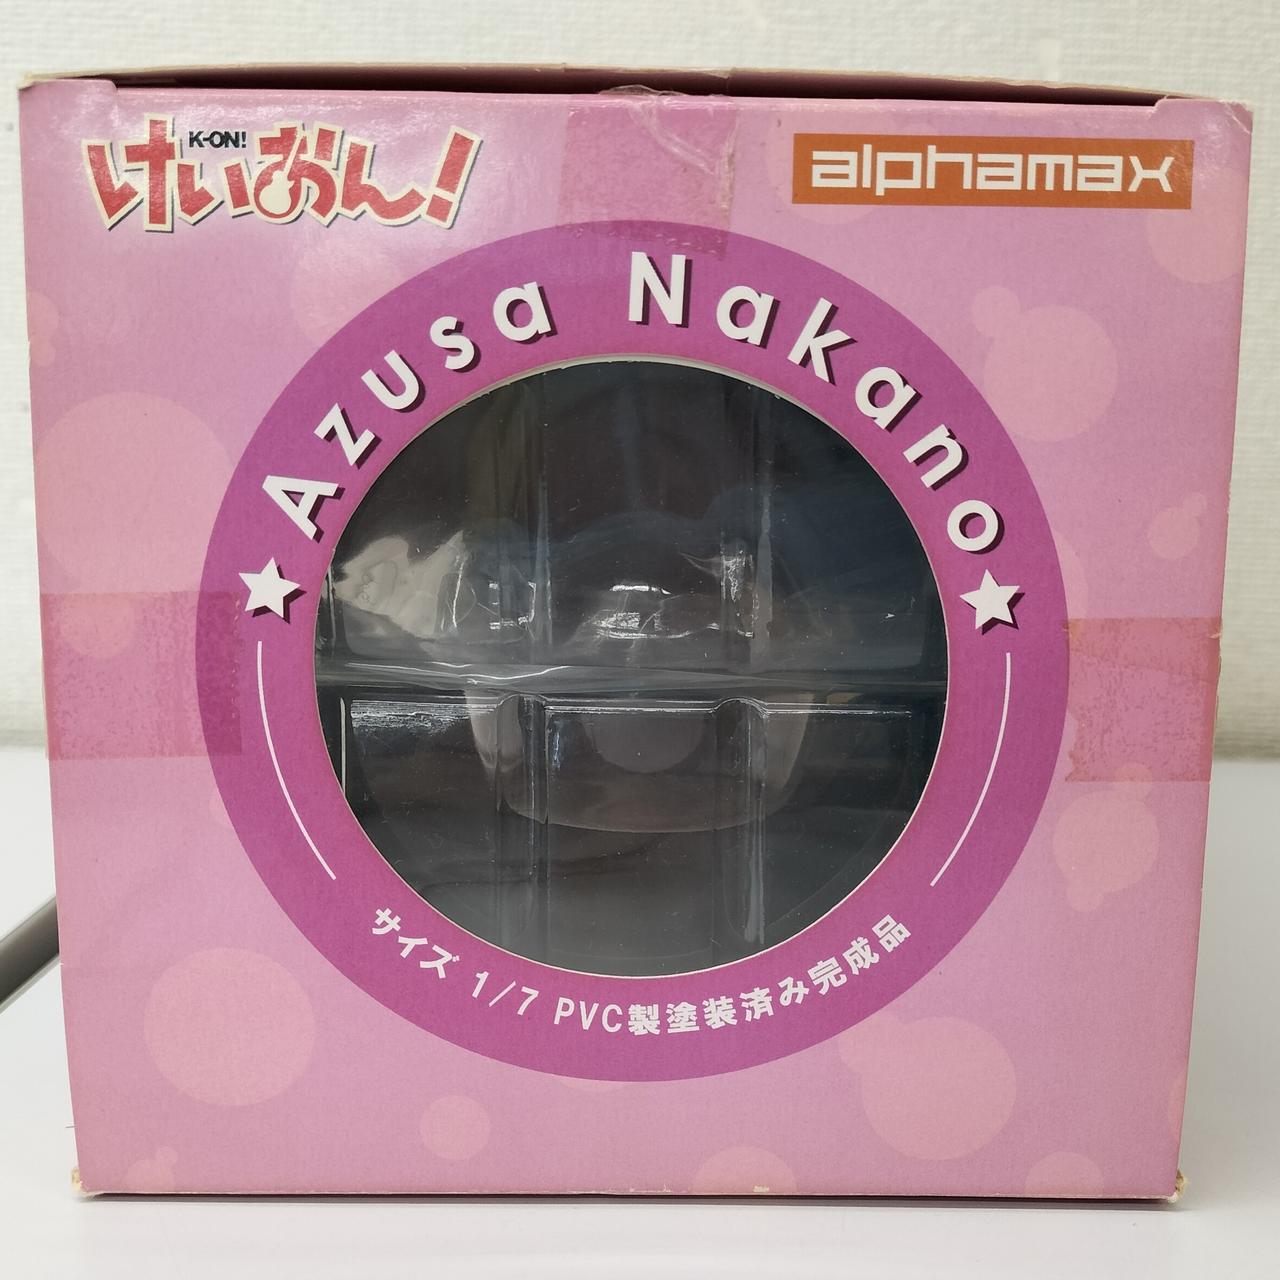 けいおん!
K-ON!
alphamax
Azusa Nakano
サイズ 1/7 PVC製塗装済み完成品